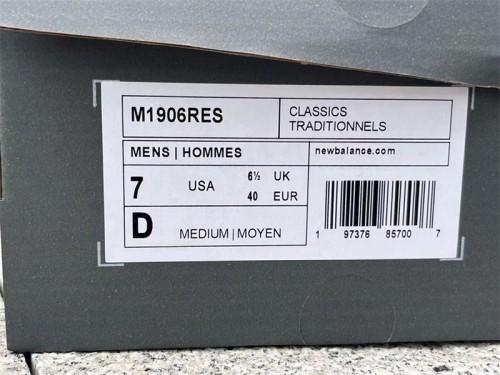 M1906RES
CLASSICS
TRADITIONNELS
MENS | HOMMES
newbalance.com
7 USA 6½ UK
40 EUR
D MEDIUM | MOYEN
1 97376 85700 7